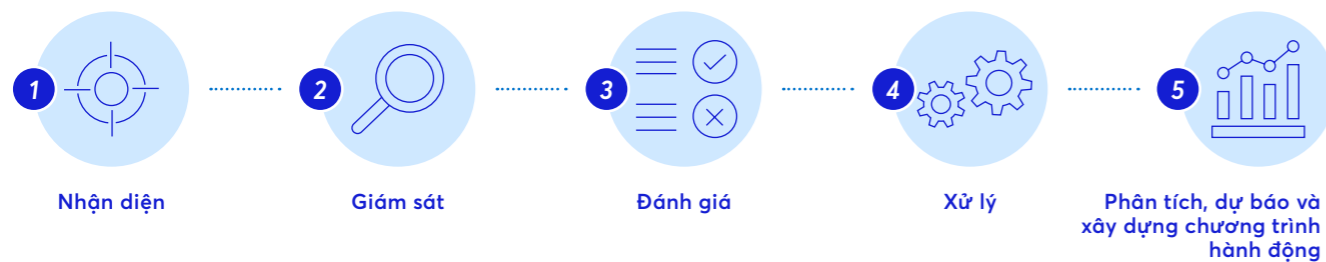 1
2
3
4
5
Nhận diện
Giám sát
Đánh giá
Xử lý
Phân tích, dự báo và
xây dựng chương trình
hành động